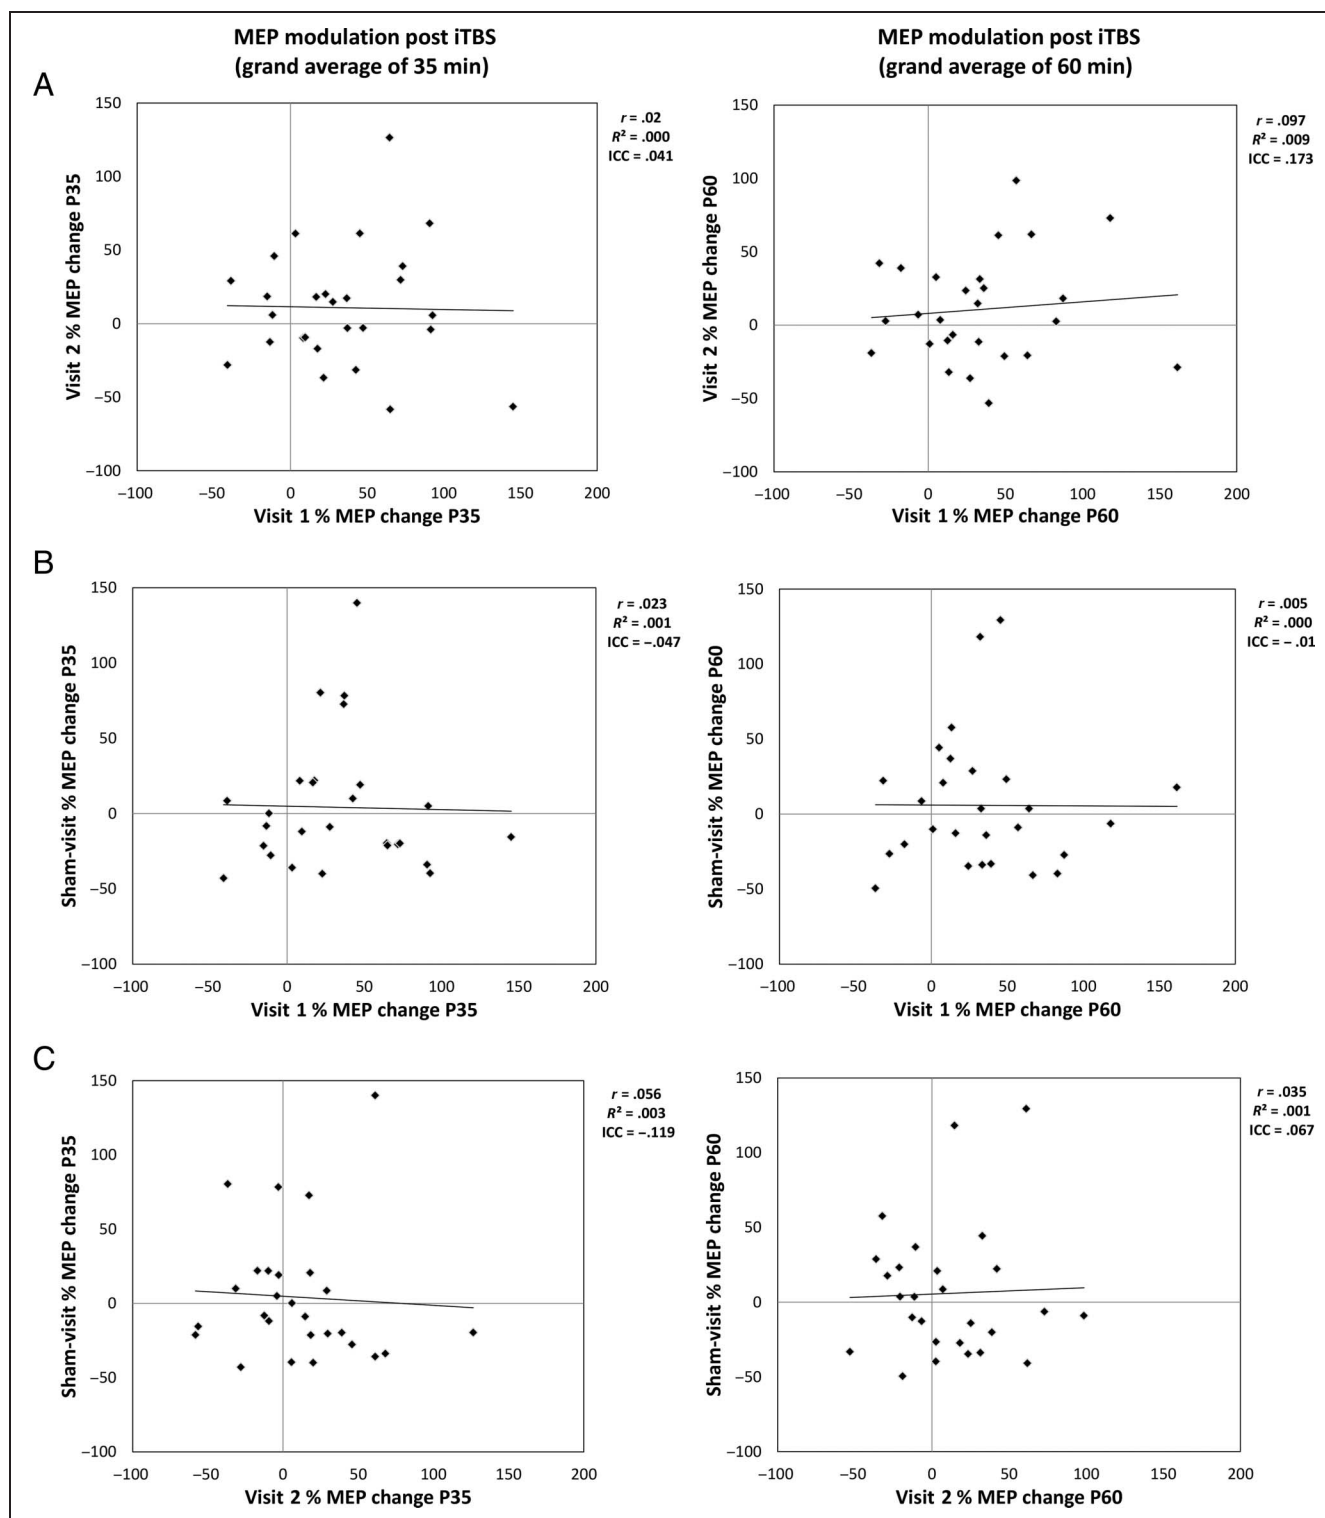 MEP modulation post iTBS
(grand average of 35 min)
MEP modulation post iTBS
(grand average of 60 min)
A
150
100
50
0
−50
−100
−100
−50
0
50
100
150
200
Visit 2 % MEP change P35
Visit 1 % MEP change P35
r = .02
R² = .000
ICC = .041
150
100
50
0
−50
−100
−100
−50
0
50
100
150
200
Visit 2 % MEP change P60
Visit 1 % MEP change P60
r = .097
R² = .009
ICC = .173
B
150
100
50
0
−50
−100
−100
−50
0
50
100
150
200
Sham-visit % MEP change P35
Visit 1 % MEP change P35
r = .023
R² = .001
ICC = −.047
150
100
50
0
−50
−100
−100
−50
0
50
100
150
200
Sham-visit % MEP change P60
Visit 1 % MEP change P60
r = .005
R² = .000
ICC = − .01
C
150
100
50
0
−50
−100
−100
−50
0
50
100
150
200
Sham-visit % MEP change P35
Visit 2 % MEP change P35
r = .056
R² = .003
ICC = −.119
150
100
50
0
−50
−100
−100
−50
0
50
100
150
200
Sham-visit % MEP change P60
Visit 2 % MEP change P60
r = .035
R² = .001
ICC = .067